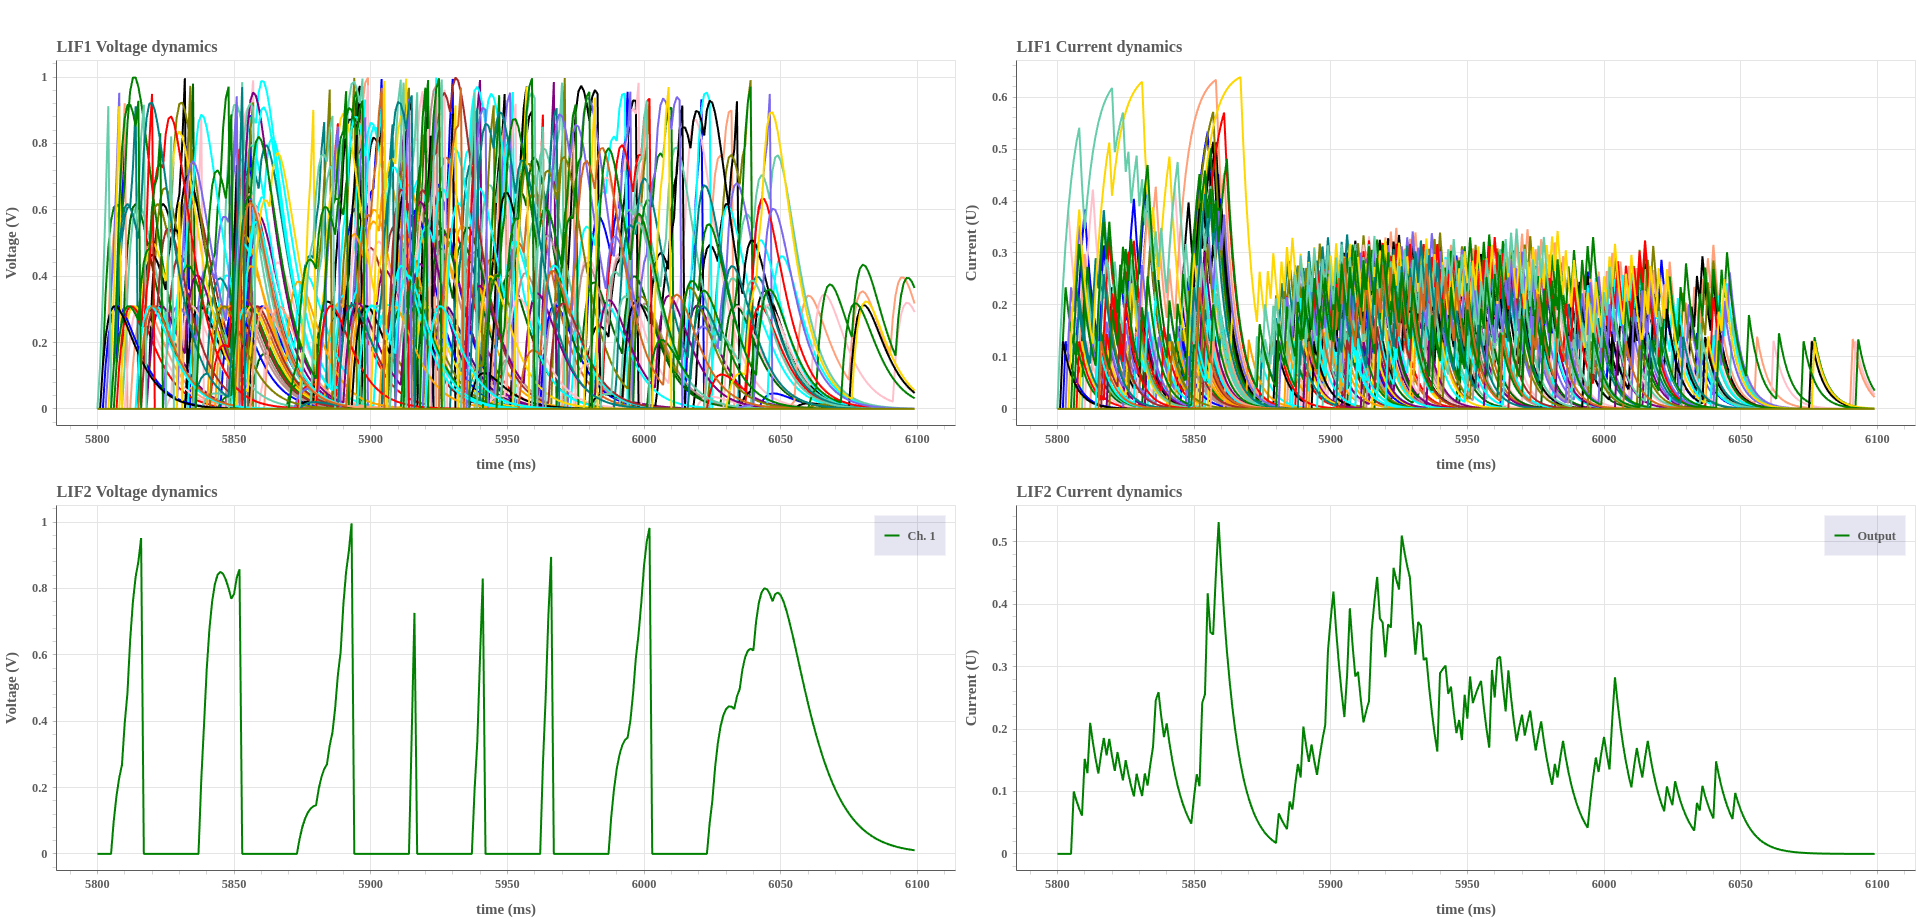 LIF1 Voltage dynamics
Voltage (V)
1
0.8
0.6
0.4
0.2
0
5800 5850 5900 5950 6000 6050 6100
time (ms)
LIF1 Current dynamics
Current (U)
0.6
0.5
0.4
0.3
0.2
0.1
0
5800 5850 5900 5950 6000 6050 6100
time (ms)
LIF2 Voltage dynamics
Voltage (V)
1
0.8
0.6
0.4
0.2
0
Ch. 1
5800 5850 5900 5950 6000 6050 6100
time (ms)
LIF2 Current dynamics
Current (U)
0.5
0.4
0.3
0.2
0.1
0
Output
5800 5850 5900 5950 6000 6050 6100
time (ms)